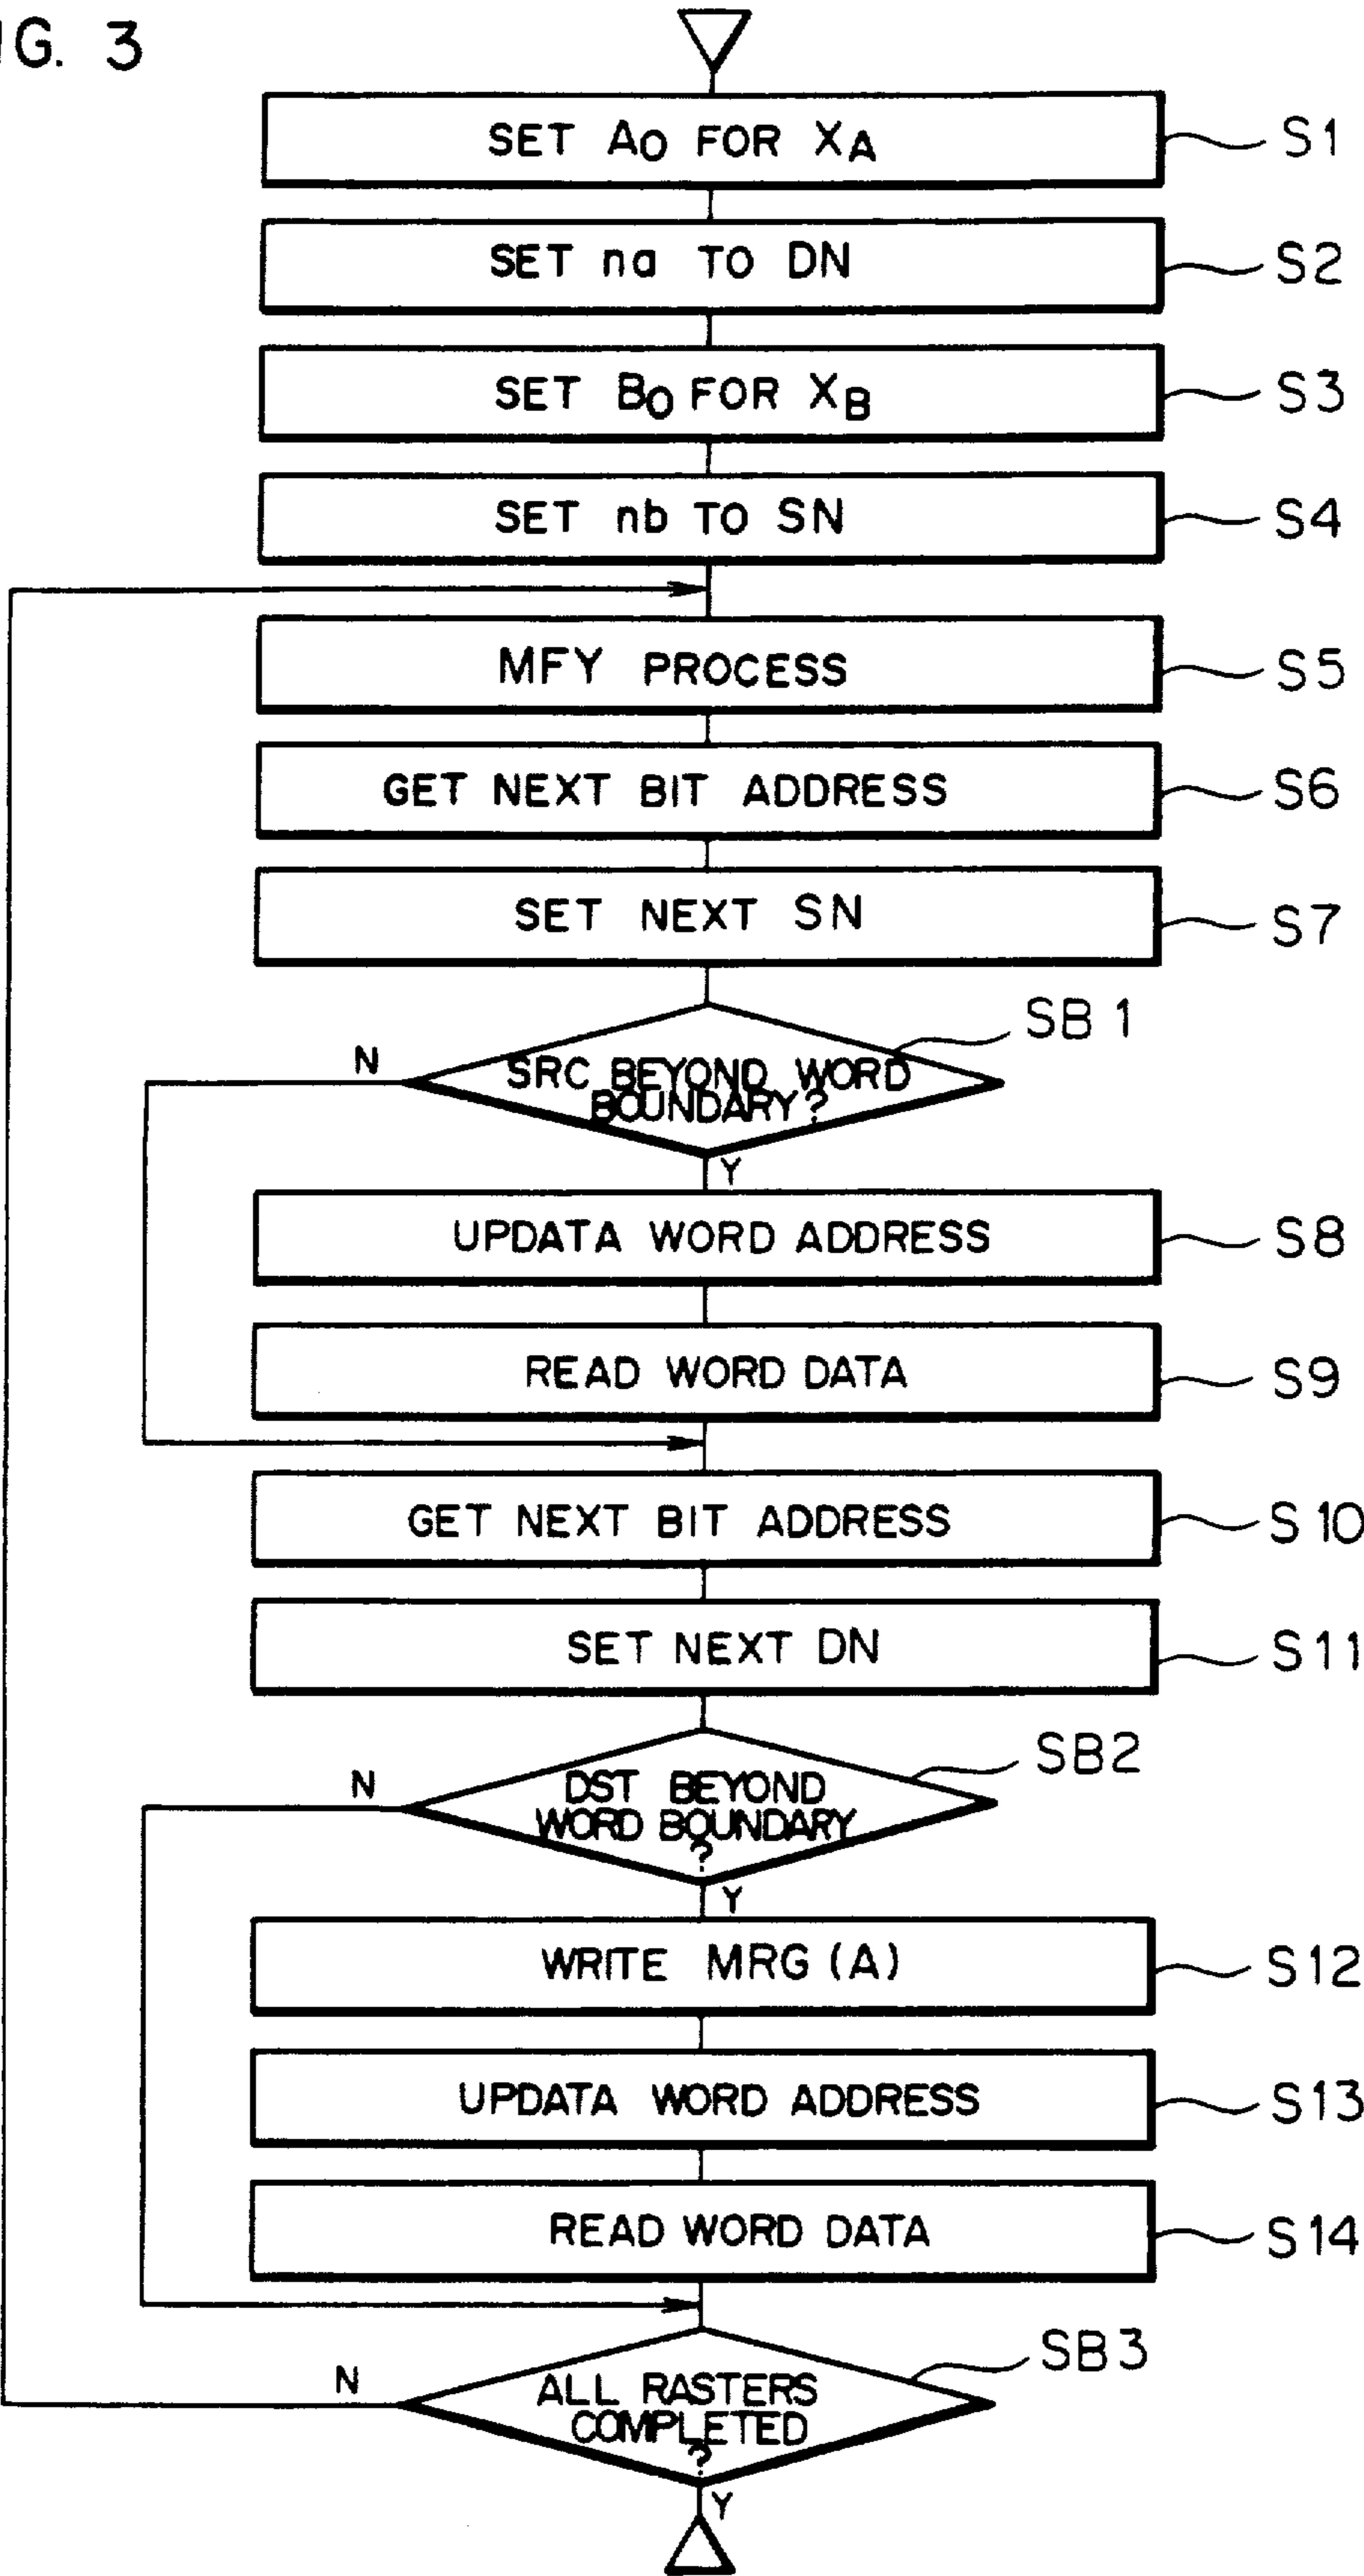 IG. 3
SET A0 FOR XA
S1
SET na TO DN
S2
SET B0 FOR XB
S3
SET nb TO SN
S4
MFY PROCESS
S5
GET NEXT BIT ADDRESS
S6
SET NEXT SN
S7
SB1
N
SRC BEYOND WORD
BOUNDARY?
Y
UPDATA WORD ADDRESS
S8
READ WORD DATA
S9
GET NEXT BIT ADDRESS
S10
SET NEXT DN
S11
SB2
N
DST BEYOND
WORD BOUNDARY
?
Y
WRITE MRG (A)
S12
UPDATA WORD ADDRESS
S13
READ WORD DATA
S14
SB3
N
ALL RASTERS
COMPLETED
?
Y